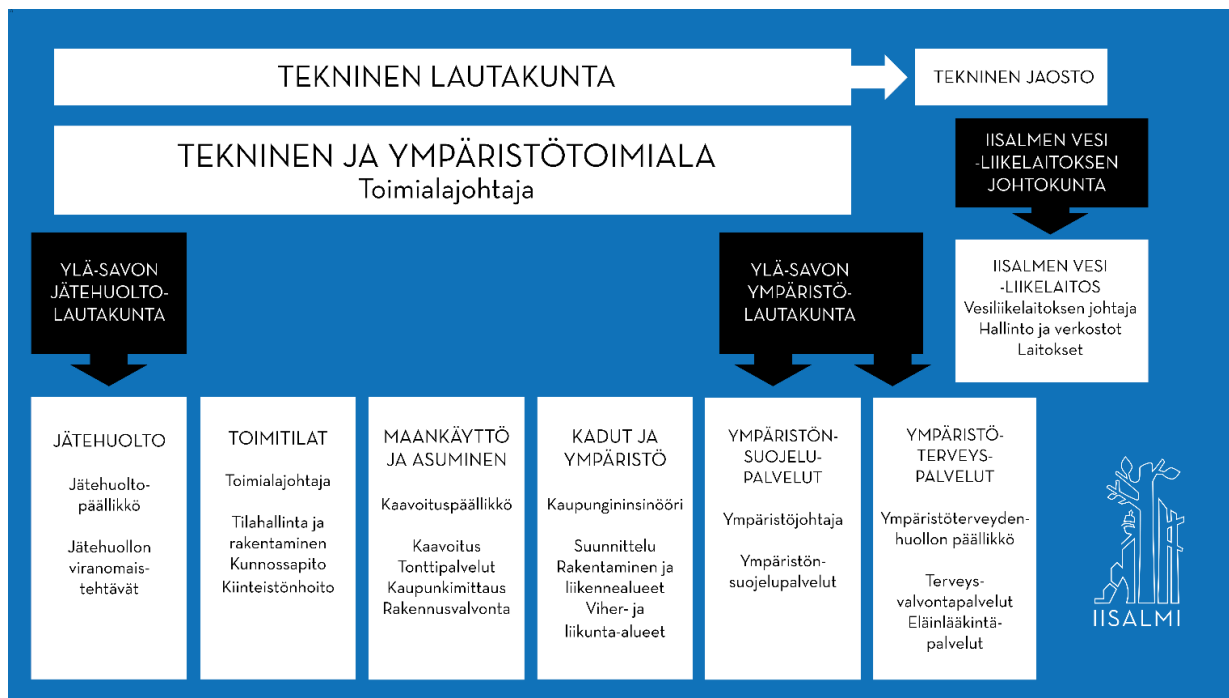 TEKNINEN LAUTAKUNTA
TEKNINEN JAOSTO
TEKNINEN JA YMPÄRISTÖTOIMIALA
Toimialajohtaja
IISALMEN VESI
-LIIKELAITOKSEN
JOHTOKUNTA
YLÄ-SAVON
JÄTEHUOLTO-
LAUTAKUNTA
YLÄ-SAVON
YMPÄRISTÖ-
LAUTAKUNTA
IISALMEN VESI
-LIIKELAITOS
Vesiliikelaitoksen johtaja
Hallinto ja verkostot
Laitokset
JÄTEHUOLTO
Jätehuolto-
päällikkö
Jätehuollon
viranomais-
tehtävät
TOIMITILAT
Toimialajohtaja
Tilahallinta ja
rakentaminen
Kunnossapito
Kiinteistönhoito
MAANKÄYTTÖ
JA ASUMINEN
Kaavoituspäällikkö
Kaavoitus
Tonttipalvelut
Kaupunkimittaus
Rakennusvalvonta
KADUT JA
YMPÄRISTÖ
Kaupungininsinööri
Suunnittelu
Rakentaminen ja
liikennealueet
Viher- ja
liikunta-alueet
YMPÄRISTÖN-
SUOJELU-
PALVELUT
Ympäristöjohtaja
Ympäristön-
suojelupalvelut
YMPÄRISTÖ-
TERVEYS-
PALVELUT
Ympäristöterveyden-
huollon päällikkö
Terveys-
valvontapalvelut
Eläinlääkintä-
palvelut
IISALMI